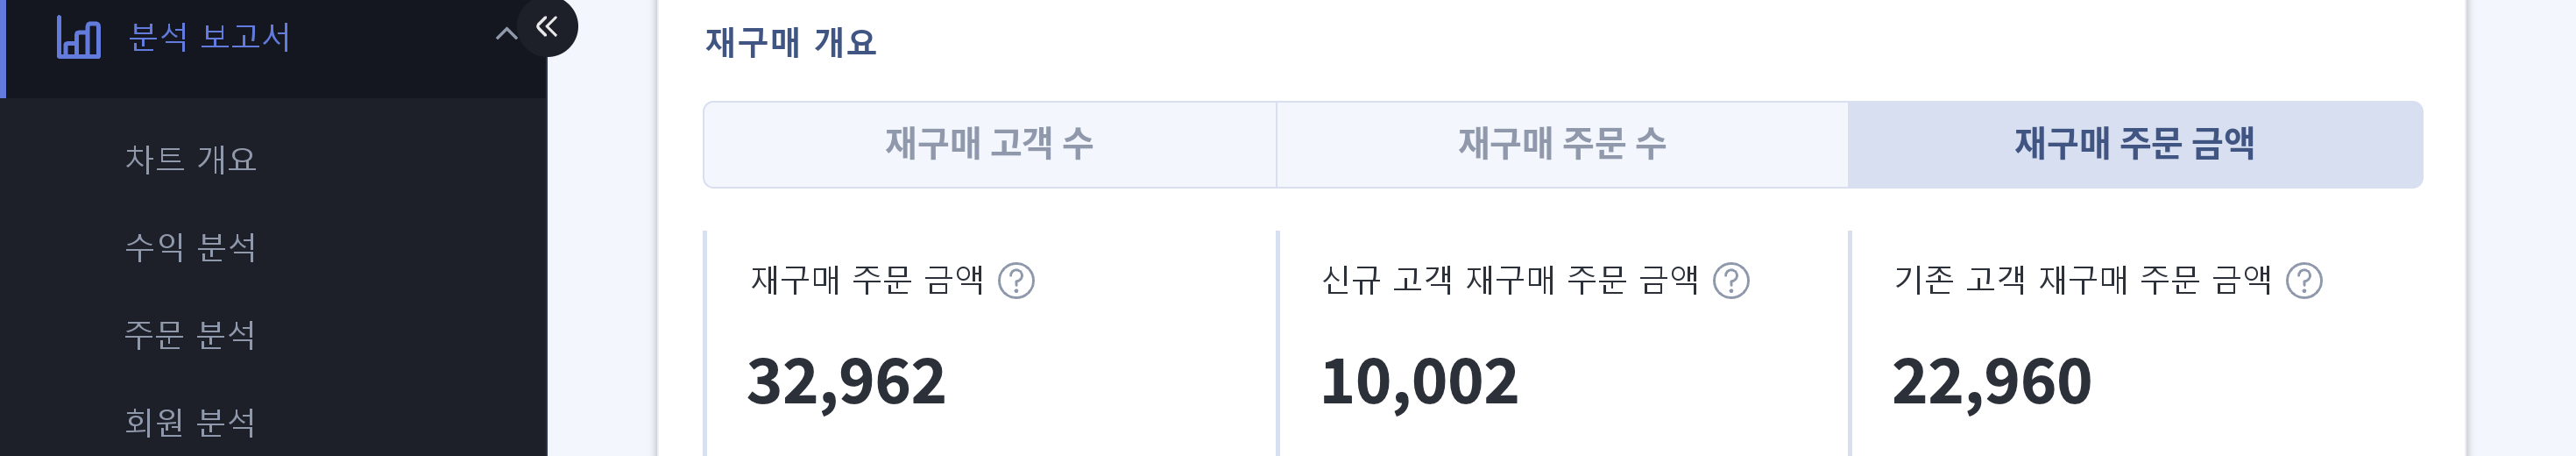 분석 보고서
차트 개요
수익 분석
주문 분석
회원 분석
재구매 개요
재구매 고객 수
재구매 주문 수
재구매 주문 금액
재구매 주문 금액
32,962
신규 고객 재구매 주문 금액
10,002
기존 고객 재구매 주문 금액
22,960